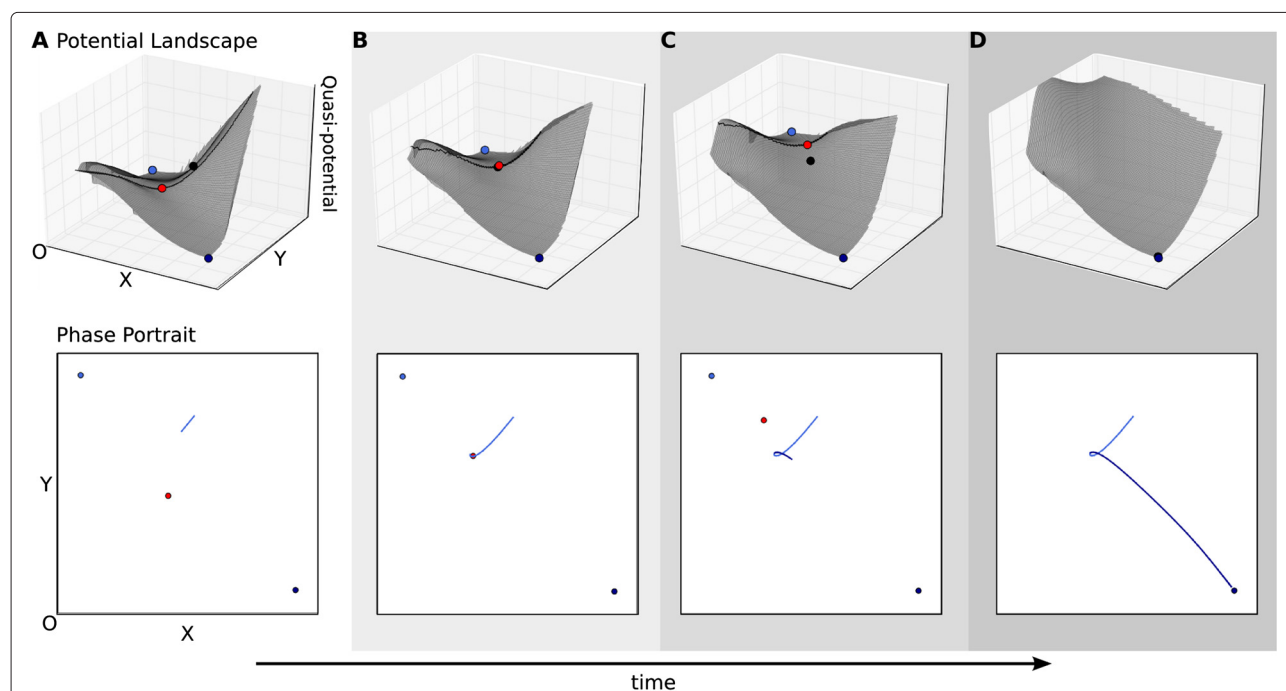 A Potential Landscape
B
C
D
Quasi-potential
O
X
Y
Phase Portrait
Y
O
X
time